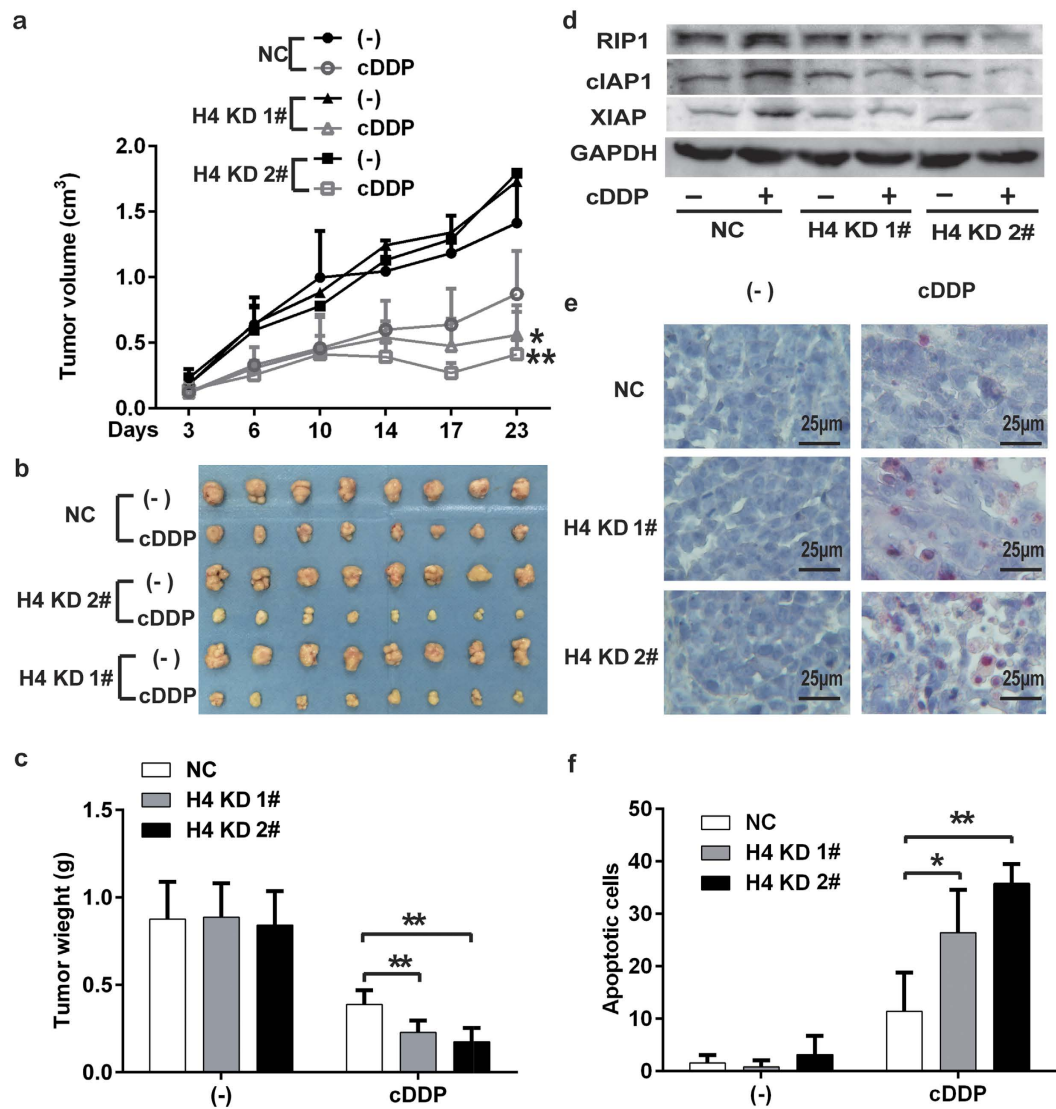 a
NC
(-)
cDDP
H4 KD 1#
(-)
cDDP
H4 KD 2#
(-)
cDDP
Tumor volume (cm³)
2.0
1.5
1.0
0.5
0.0
*
**
Days 3 6 10 14 17 23
b
NC
(-)
cDDP
H4 KD 2#
(-)
cDDP
H4 KD 1#
(-)
cDDP
c
NC
H4 KD 1#
H4 KD 2#
Tumor wieght (g)
1.5
1.0
0.5
0.0
**
**
(-) cDDP
d
RIP1
cIAP1
XIAP
GAPDH
cDDP − + − + − +
NC H4 KD 1# H4 KD 2#
e
(-) cDDP
NC
25μm 25μm
H4 KD 1#
25μm 25μm
H4 KD 2#
25μm 25μm
f
NC
H4 KD 1#
H4 KD 2#
Apoptotic cells
50
40
30
20
10
0
**
*
(-) cDDP